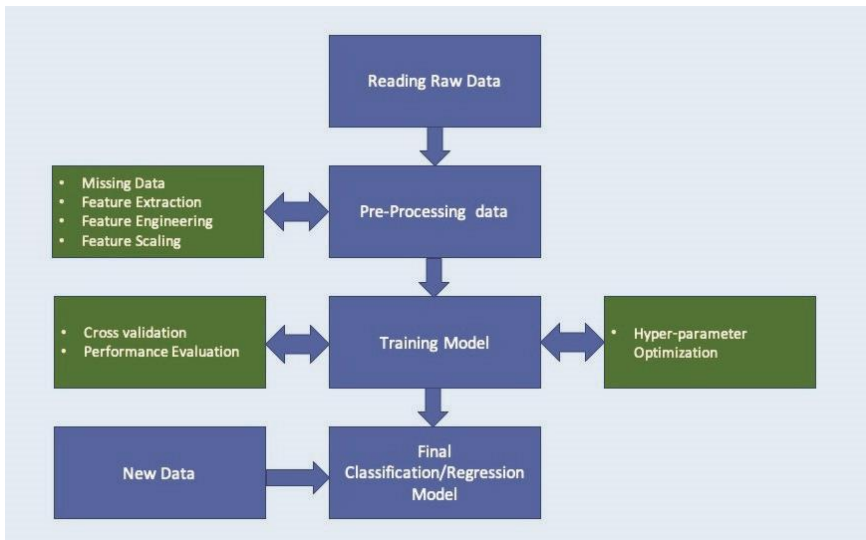 Reading Raw Data
• Missing Data
• Feature Extraction
• Feature Engineering
• Feature Scaling
Pre-Processing data
• Cross validation
• Performance Evaluation
Training Model
• Hyper-parameter
Optimization
New Data
Final
Classification/Regression
Model